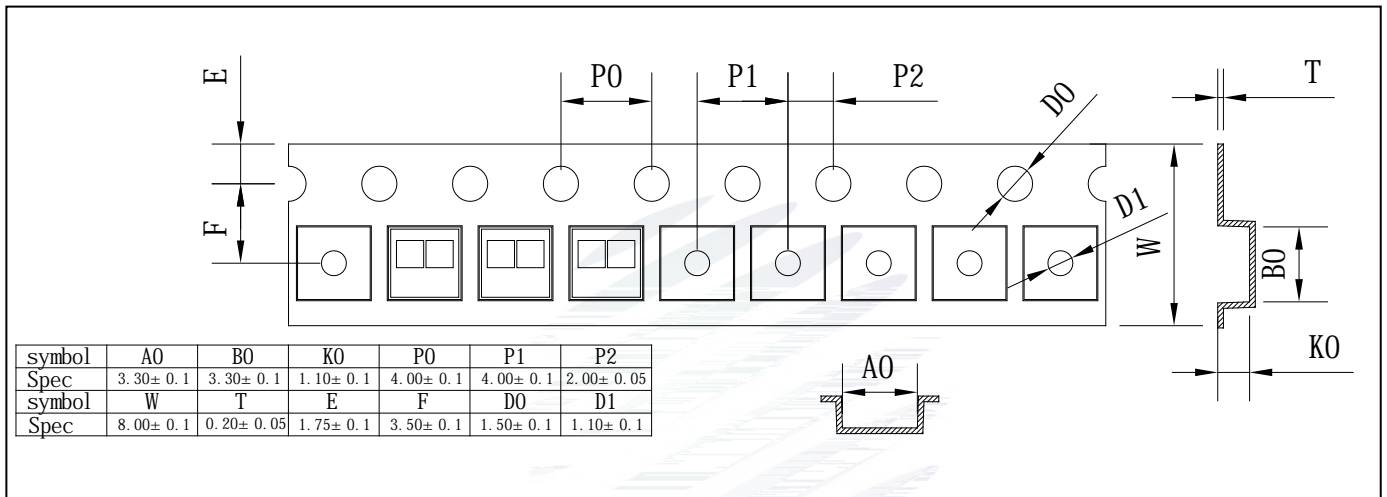 E
P0
P1
P2
T
D0
F
D1
W
B0
K0
A0
symbol A0 B0 K0 P0 P1 P2
Spec 3.30± 0.1 3.30± 0.1 1.10± 0.1 4.00± 0.1 4.00± 0.1 2.00± 0.05
symbol W T E F D0 D1
Spec 8.00± 0.1 0.20± 0.05 1.75± 0.1 3.50± 0.1 1.50± 0.1 1.10± 0.1